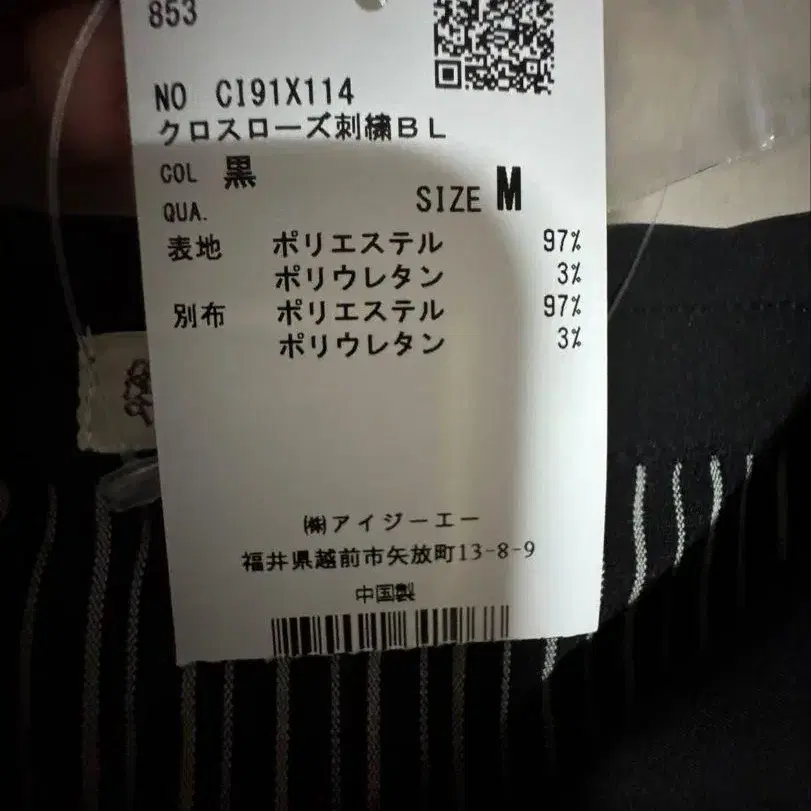 853
NO CI91X114
クロスローズ刺繍BL
COL 黒
QUA. SIZE M
表地 ポリエステル 97%
ポリウレタン 3%
別布 ポリエステル 97%
ポリウレタン 3%
㈱アイジーエー
福井県越前市矢放町13-8-9
中国製